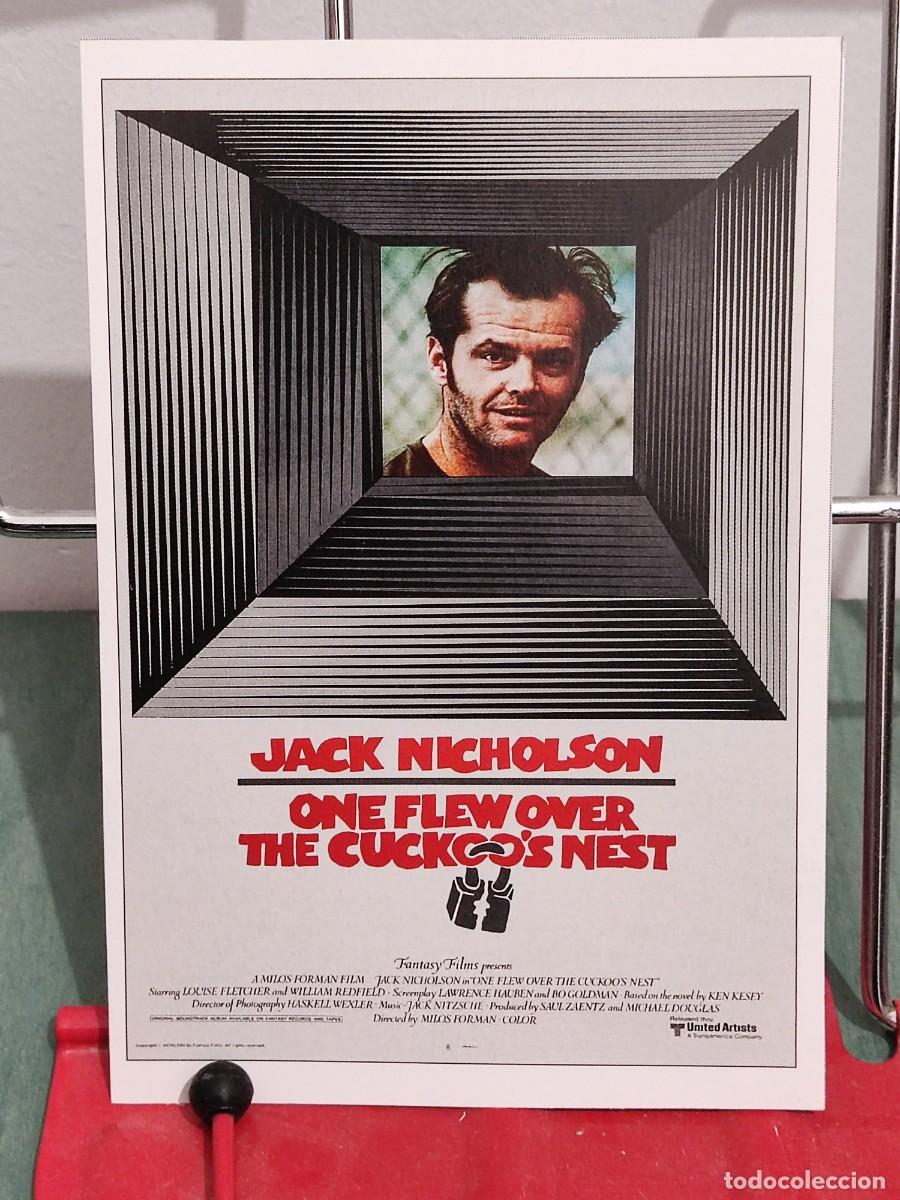 JACK NICHOLSON
ONE FLEW OVER
THE CUCKOO'S NEST
Fantasy Films presents
A MILOS FORMAN FILM JACK NICHOLSON in "ONE FLEW OVER THE CUCKOO'S NEST"
Starring LOUISE FLETCHER and WILLIAM REDFIELD · Screenplay LAWRENCE HAUBEN and BO GOLDMAN · Based on the novel by KEN KESEY
Director of Photography HASKELL WEXLER · Music · JACK NITZSCHE · Produced by SAUL ZAENTZ and MICHAEL DOUGLAS
Directed by MILOS FORMAN · COLOR
ORIGINAL SOUNDTRACK ALBUM AVAILABLE ON FANTASY RECORDS AND TAPES
Released thru
United Artists
A Transamerica Company
All rights reserved.
todocoleccion